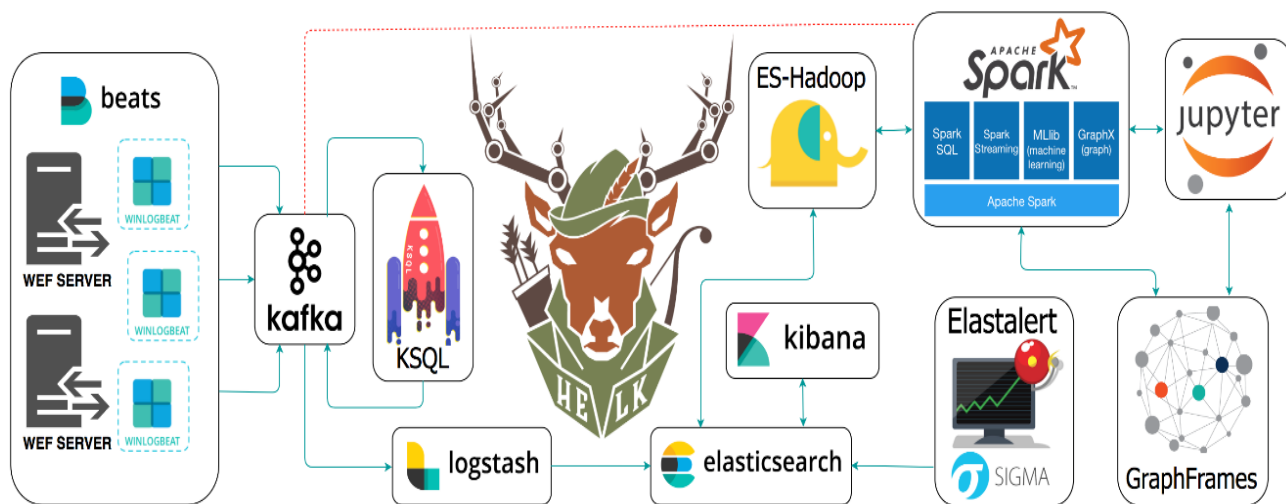 beats
WINLOGBEAT
WEF SERVER
WINLOGBEAT
WEF SERVER
WINLOGBEAT
kafka
KSQL
KSQL
HE LK
logstash
elasticsearch
kibana
ES-Hadoop
APACHE
Spark
TM
Spark
SQL
Spark
Streaming
MLlib
(machine
learning)
GraphX
(graph)
Apache Spark
jupyter
Elastalert
SIGMA
GraphFrames